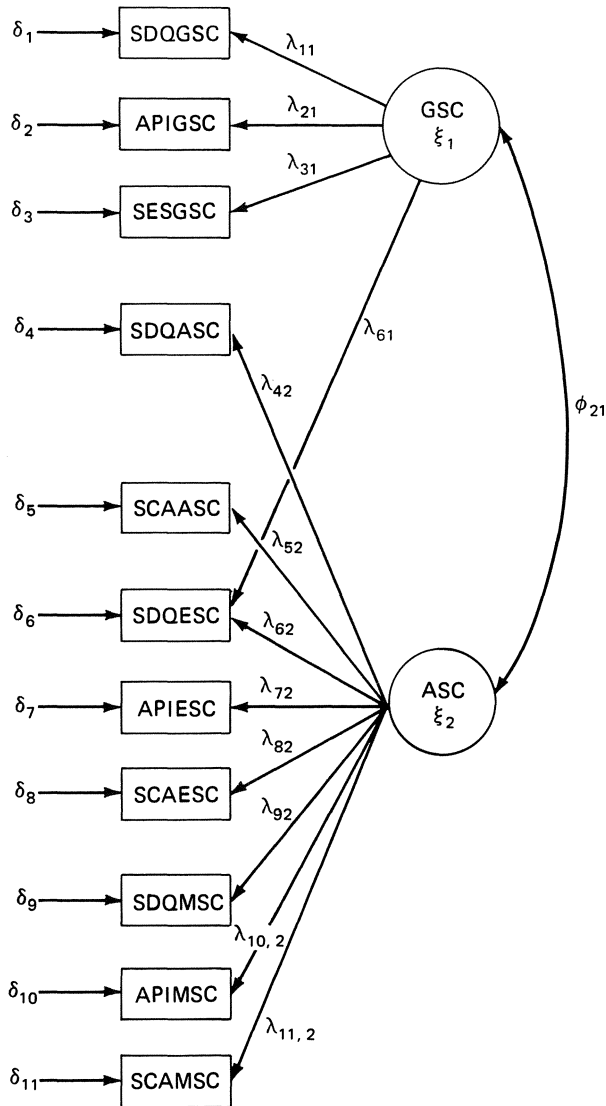 δ₁ SDQGSC λ₁₁
GSC
ξ₁
δ₂ APIGSC λ₂₁
δ₃ SESGSC λ₃₁
δ₄ SDQASC λ₆₁
λ₄₂
ϕ₂₁
δ₅ SCAASC
λ₅₂
δ₆ SDQESC λ₆₂
ASC
ξ₂
δ₇ APIESC λ₇₂
λ₈₂
δ₈ SCAESC
λ₉₂
δ₉ SDQMSC
λ₁₀,₂
δ₁₀ APIMSC
λ₁₁,₂
δ₁₁ SCAMSC